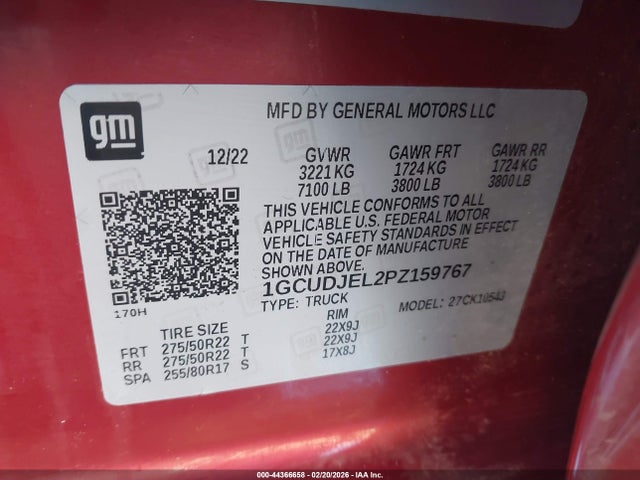 gm
MFD BY GENERAL MOTORS LLC
12/22 GVWR GAWR FRT GAWR RR
3221 KG 1724 KG 1724 KG
7100 LB 3800 LB 3800 LB
THIS VEHICLE CONFORMS TO ALL
APPLICABLE U.S. FEDERAL MOTOR
VEHICLE SAFETY STANDARDS IN EFFECT
ON THE DATE OF MANUFACTURE
SHOWN ABOVE.
1GCUDJEL2PZ159767
TYPE: TRUCK MODEL: 27CK10543
170H
TIRE SIZE RIM
FRT 275/50R22 T 22X9J
RR 275/50R22 T 22X9J
SPA 255/80R17 S 17X8J
000-44366658 - 02/20/2026 - IAA Inc.